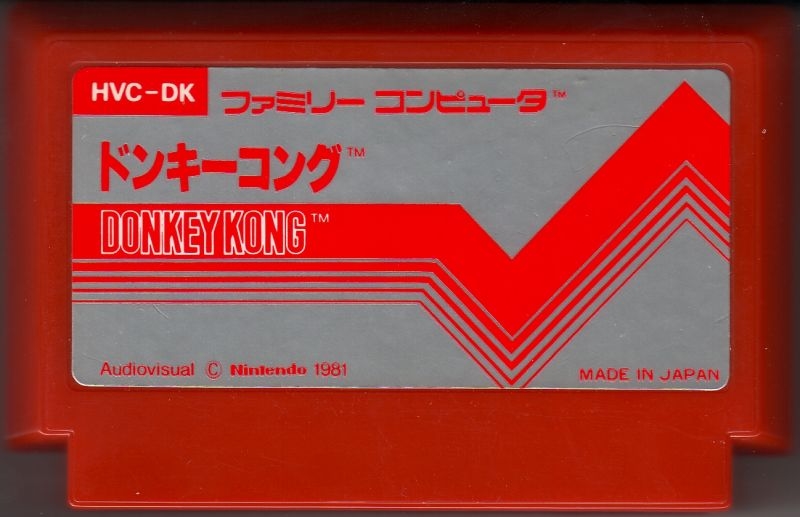 HVC-DK ファミリー コンピュータ™
ドンキーコング™
DONKEY KONG™
Audiovisual © Nintendo 1981
MADE IN JAPAN